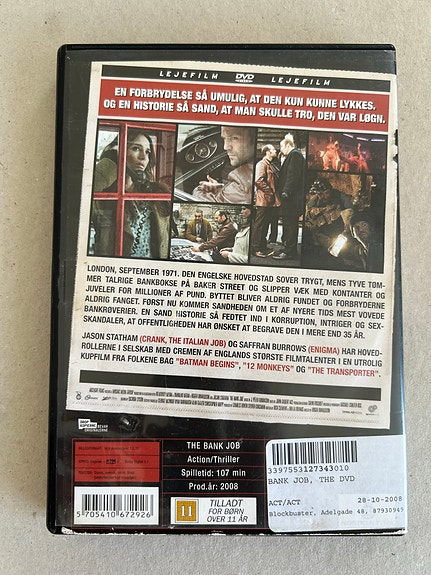 LEJEFILM DVD LEJEFILM
EN FORBRYDELSE SÅ UMULIG, AT DEN KUN KUNNE LYKKES.
OG EN HISTORIE SÅ SAND, AT MAN SKULLE TRO, DEN VAR LØGN.
LONDON, SEPTEMBER 1971. DEN ENGELSKE HOVEDSTAD SOVER TRYGT, MENS TYVE TØM-
MER TALRIGE BANKBOKSE PÅ BAKER STREET OG SLIPPER VÆK MED KONTANTER OG
JUVELER FOR MILLIONER AF PUND. BYTTET BLIVER ALDRIG FUNDET OG FORBRYDERNE
ALDRIG FANGET. FØRST NU KOMMER SANDHEDEN OM ET AF NYERE TIDS MEST VOVEDE
BANKRØVERIER. EN SAND HISTORIE SÅ FEDTET IND I KORRUPTION, INTRIGER OG SEX-
SKANDALER, AT OFFENTLIGHEDEN HAR ØNSKET AT BEGRAVE DEN I MERE END 35 ÅR.
JASON STATHAM (CRANK, THE ITALIAN JOB) OG SAFFRAN BURROWS (ENIGMA) HAR HOVED-
ROLLERNE I SELSKAB MED CREMEN AF ENGLANDS STØRSTE FILMTALENTER I EN UTROLIG
KUPFILM FRA FOLKENE BAG "BATMAN BEGINS", "12 MONKEYS" OG "THE TRANSPORTER".
THE BANK JOB
Action/Thriller
Spilletid: 107 min
Prod.år: 2008
5 705410 672926
11
TILLADT
FOR BØRN
OVER 11 ÅR
3397553127343010
BANK JOB, THE DVD
ACT/ACT 28-10-2008
Blockbuster, Adelgade 48, 87930949